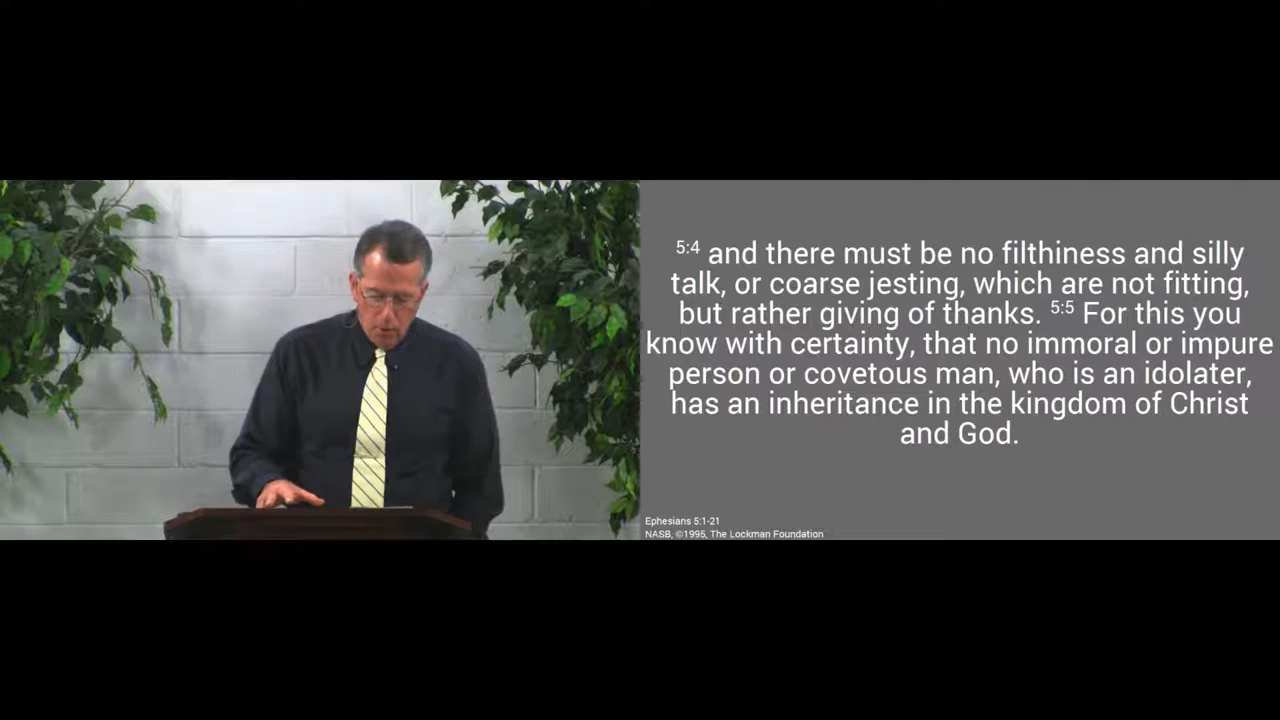 5:4 and there must be no filthiness and silly
talk, or coarse jesting, which are not fitting,
but rather giving of thanks. 5:5 For this you
know with certainty, that no immoral or impure
person or covetous man, who is an idolater,
has an inheritance in the kingdom of Christ
and God.
Ephesians 5:1-21
NASB, ©1995, The Lockman Foundation